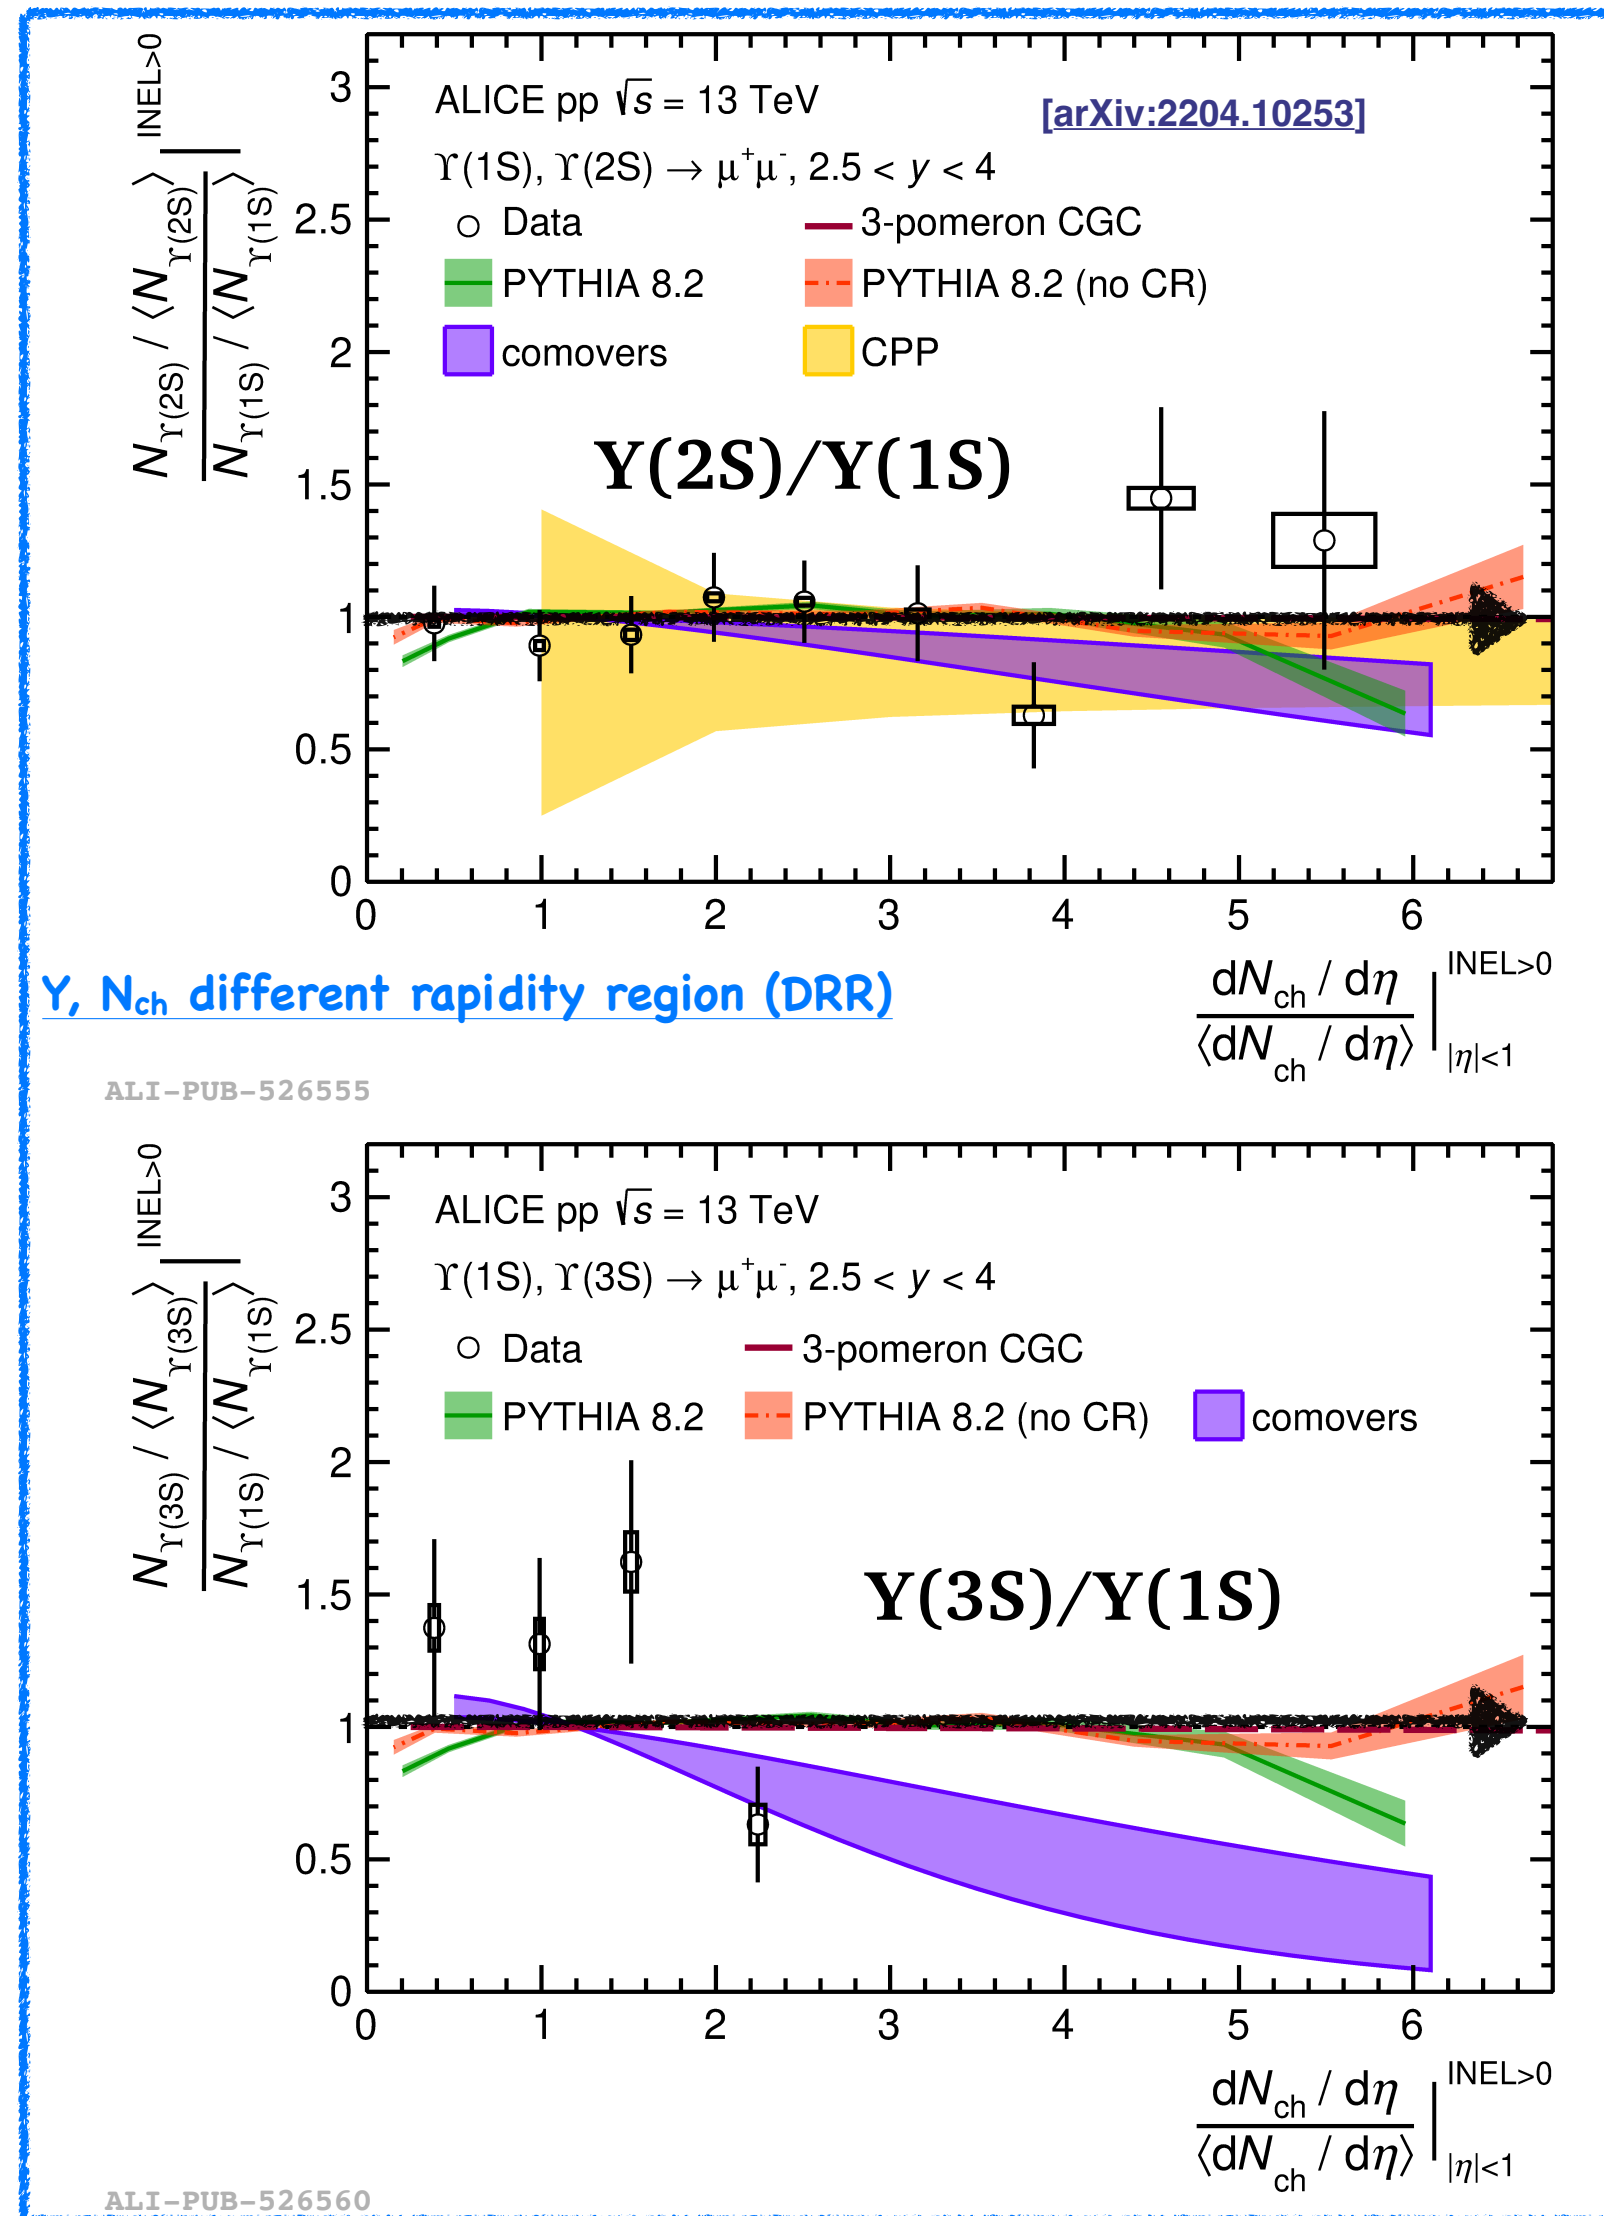 ALICE pp √s = 13 TeV
[arXiv:2204.10253]
ϒ(1S), ϒ(2S) → μ⁺μ⁻, 2.5 < y < 4
Data
3-pomeron CGC
PYTHIA 8.2
PYTHIA 8.2 (no CR)
comovers
CPP
Υ(2S)/Υ(1S)
N_ϒ(2S) / ⟨N_ϒ(2S)⟩
N_ϒ(1S) / ⟨N_ϒ(1S)⟩
INEL>0
3
2.5
2
1.5
1
0.5
0
0 1 2 3 4 5 6
dN_ch / dη
⟨dN_ch / dη⟩
INEL>0
|η|<1
Y, N_ch different rapidity region (DRR)
ALI-PUB-526555
ALICE pp √s = 13 TeV
ϒ(1S), ϒ(3S) → μ⁺μ⁻, 2.5 < y < 4
Data
3-pomeron CGC
PYTHIA 8.2
PYTHIA 8.2 (no CR)
comovers
Υ(3S)/Υ(1S)
N_ϒ(3S) / ⟨N_ϒ(3S)⟩
N_ϒ(1S) / ⟨N_ϒ(1S)⟩
INEL>0
3
2.5
2
1.5
1
0.5
0
0 1 2 3 4 5 6
dN_ch / dη
⟨dN_ch / dη⟩
INEL>0
|η|<1
ALI-PUB-526560